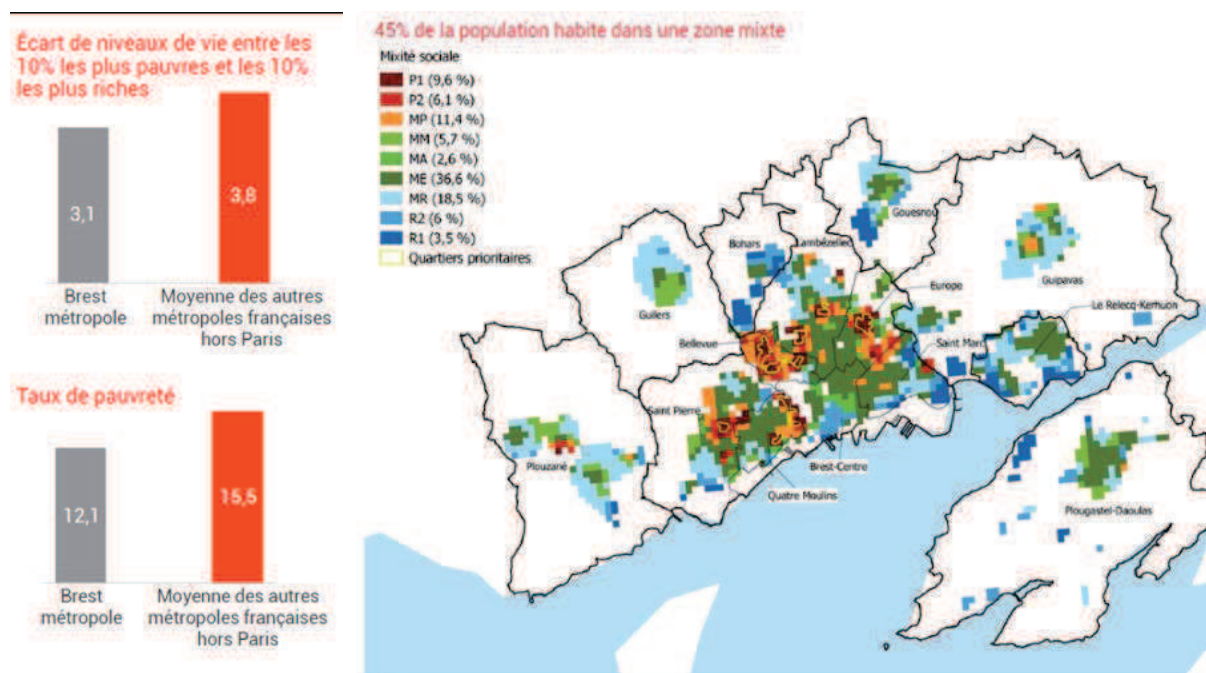 Écart de niveaux de vie entre les
10% les plus pauvres et les 10%
les plus riches
3,1
3,8
Brest
métropole
Moyenne des autres
métropoles françaises
hors Paris
Taux de pauvreté
12,1
15,5
Brest
métropole
Moyenne des autres
métropoles françaises
hors Paris
45% de la population habite dans une zone mixte
Mixité sociale
P1 (9,6 %)
P2 (6,1 %)
MP (11,4 %)
MM (5,7 %)
MA (2,6 %)
ME (36,6 %)
MR (18,5 %)
R2 (6 %)
R1 (3,5 %)
Quartiers prioritaires
Gouesnou
Bohars
Lambézellec
Guipavas
Europe
Guilers
Le Relecq-Kerhuon
Bellevue
Saint Marc
Saint Pierre
Plouzané
Brest-Centre
Quatre Moulins
Plougastel-Daoulas